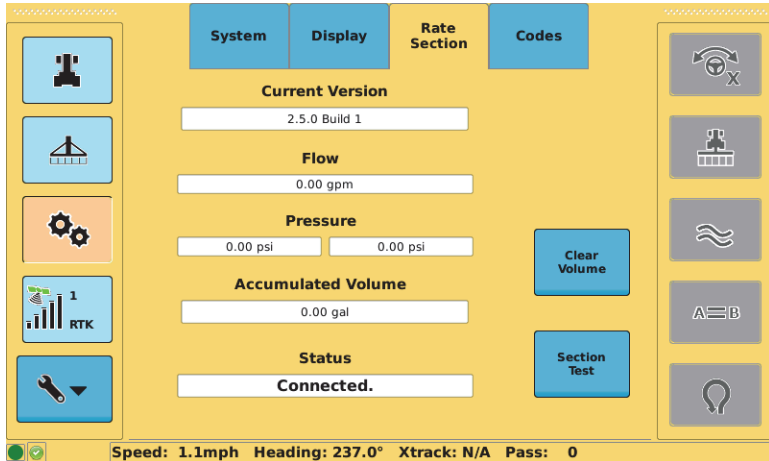 System
Display
Rate
Section
Codes
Current Version
2.5.0 Build 1
Flow
0.00 gpm
Pressure
0.00 psi
0.00 psi
Clear
Volume
Accumulated Volume
0.00 gal
Status
Connected.
Section
Test
1
RTK
X
A B
Speed: 1.1mph Heading: 237.0° Xtrack: N/A Pass: 0